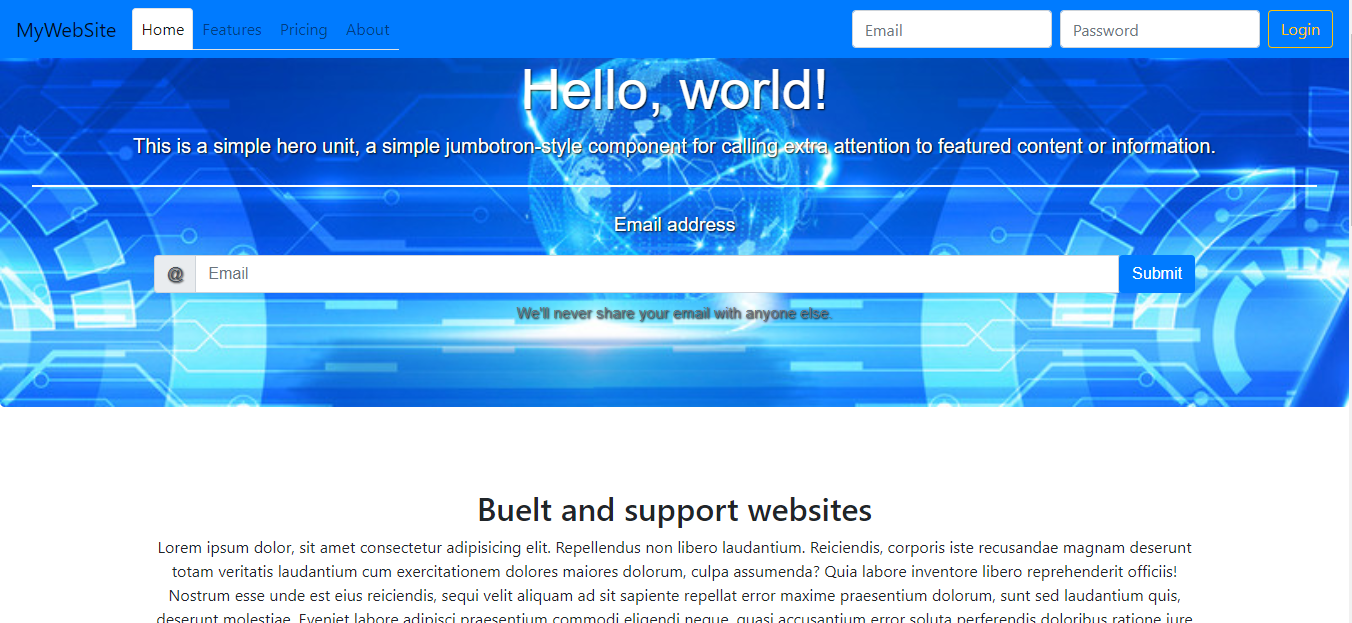 MyWebSite Home Features Pricing About Email Password Login
Hello, world!
This is a simple hero unit, a simple jumbotron-style component for calling extra attention to featured content or information.
Email address
@ Email Submit
We'll never share your email with anyone else.
Buelt and support websites
Lorem ipsum dolor, sit amet consectetur adipisicing elit. Repellendus non libero laudantium. Reiciendis, corporis iste recusandae magnam deserunt
totam veritatis laudantium cum exercitationem dolores maiores dolorum, culpa assumenda? Quia labore inventore libero reprehenderit officiis!
Nostrum esse unde est eius reiciendis, sequi velit aliquam ad sit sapiente repellat error maxime praesentium dolorum, sunt sed laudantium quis,
deserunt molestiae. Eveniet labore adipisci praesentium commodi eligendi neque, quasi accusantium error soluta perferendis doloribus ratione iure